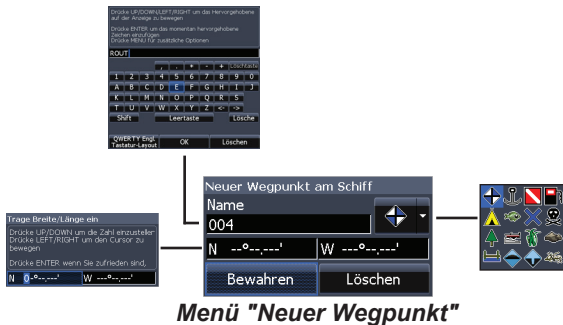 Drücke UP/DOWN/LEFT/RIGHT um das Hervorgehobene
auf der Anzeige zu bewegen
Drücke ENTER um das momentan hervorgehobene
Zeichen einzufügen
Drücke MENÜ für zusätzliche Optionen
ROUT
, . * - + Löschtaste
1 2 3 4 5 6 7 8 9 0
A B C D E F G H I J
K L M N O P Q R S
T U V W X Y Z <- ->
Shift Leertaste Lösche
QWERTY Engl
Tastatur-Layout OK Löschen
Trage Breite/Länge ein
Drücke UP/DOWN um die Zahl einzustellen
Drücke LEFT/RIGHT um den Cursor zu
bewegen
Drücke ENTER wenn Sie zufrieden sind,
N 0-°--.---' W ---°--.---'
Neuer Wegpunkt am Schiff
Name
004
N --°--.---' W ---°--.---'
Bewahren Löschen
Menü "Neuer Wegpunkt"